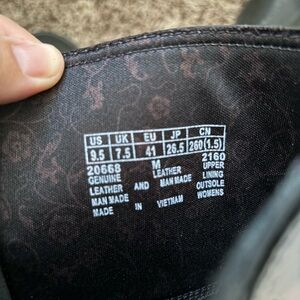 US UK EU JP CN
9.5 7.5 41 26.5 260(1.5)
20668 M 2160
GENUINE LEATHER UPPER
LEATHER AND MAN MADE LINING
MAN MADE OUTSOLE
MADE IN VIETNAM WOMENS